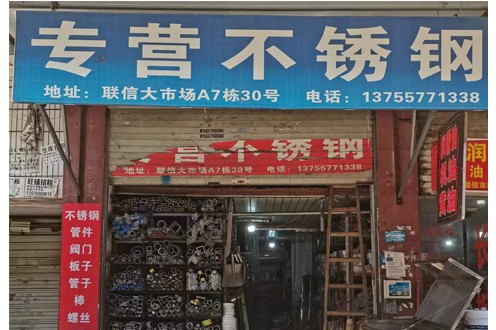 专营不锈钢
地址：联信大市场A7栋30号 电话：13755771338
专营不锈钢
地址：联信大市场A7栋30号 电话：13755771338
不锈钢
管件
阀门
板子
管子
棒
螺丝
润
油